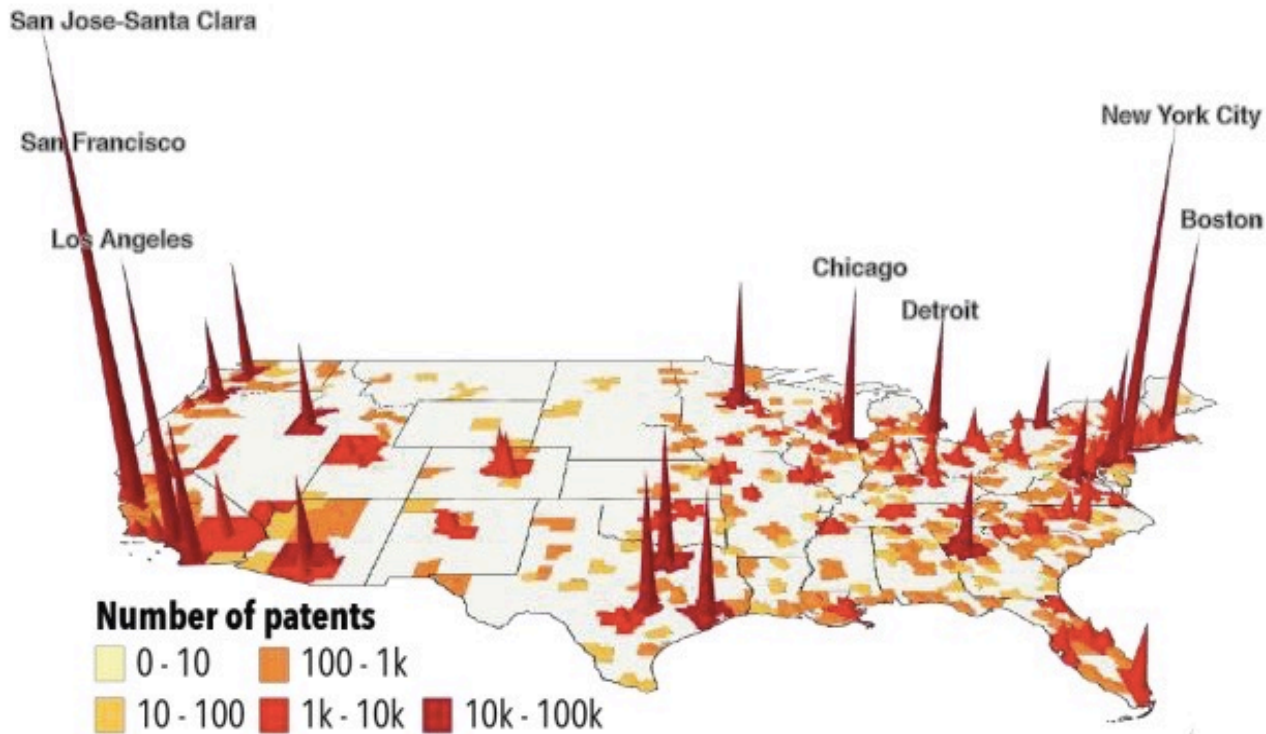 San Jose-Santa Clara
San Francisco
Los Angeles
New York City
Boston
Chicago
Detroit
Number of patents
0 - 10
100 - 1k
10 - 100
1k - 10k
10k - 100k